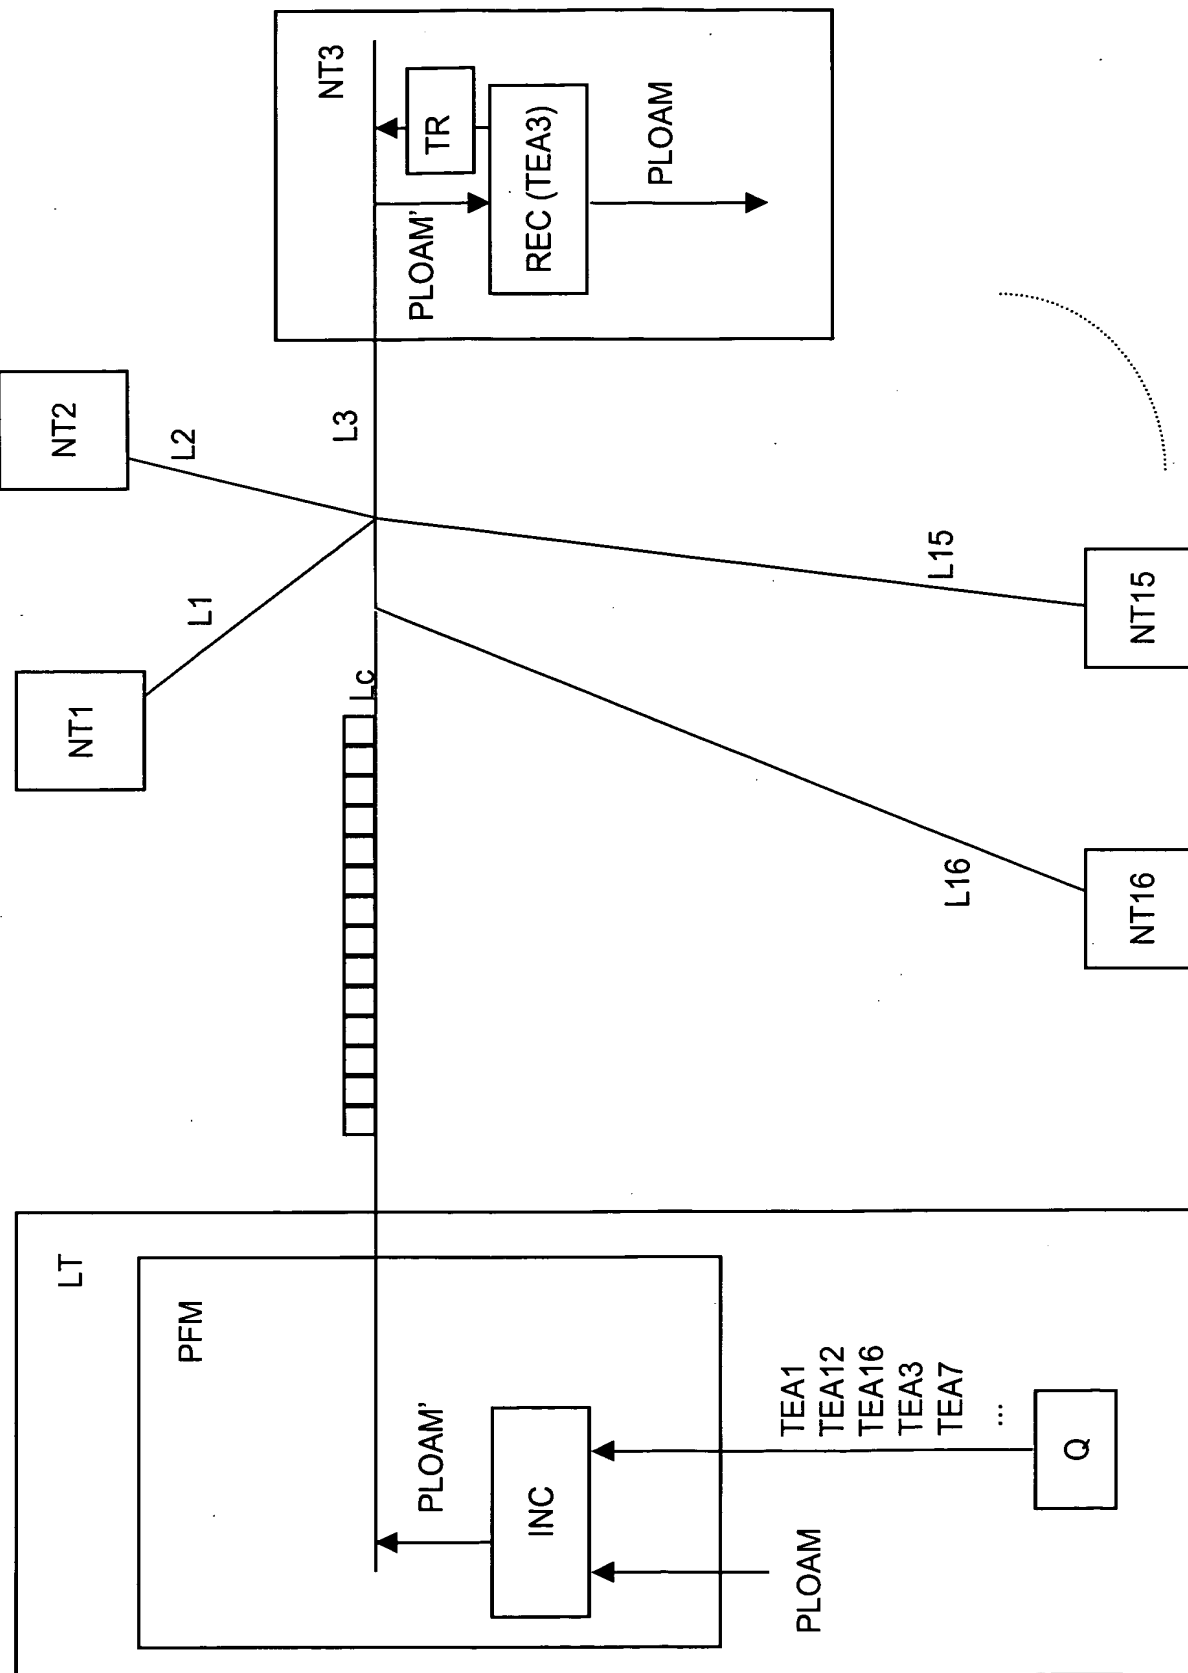 LT
PFM
PLOAM'
INC
PLOAM
TEA1
TEA12
TEA16
TEA3
TEA7
...
Q
Lc
NT1
L1
NT2
L2
L3
NT3
TR
PLOAM'
REC (TEA3)
PLOAM
L15
NT15
L16
NT16